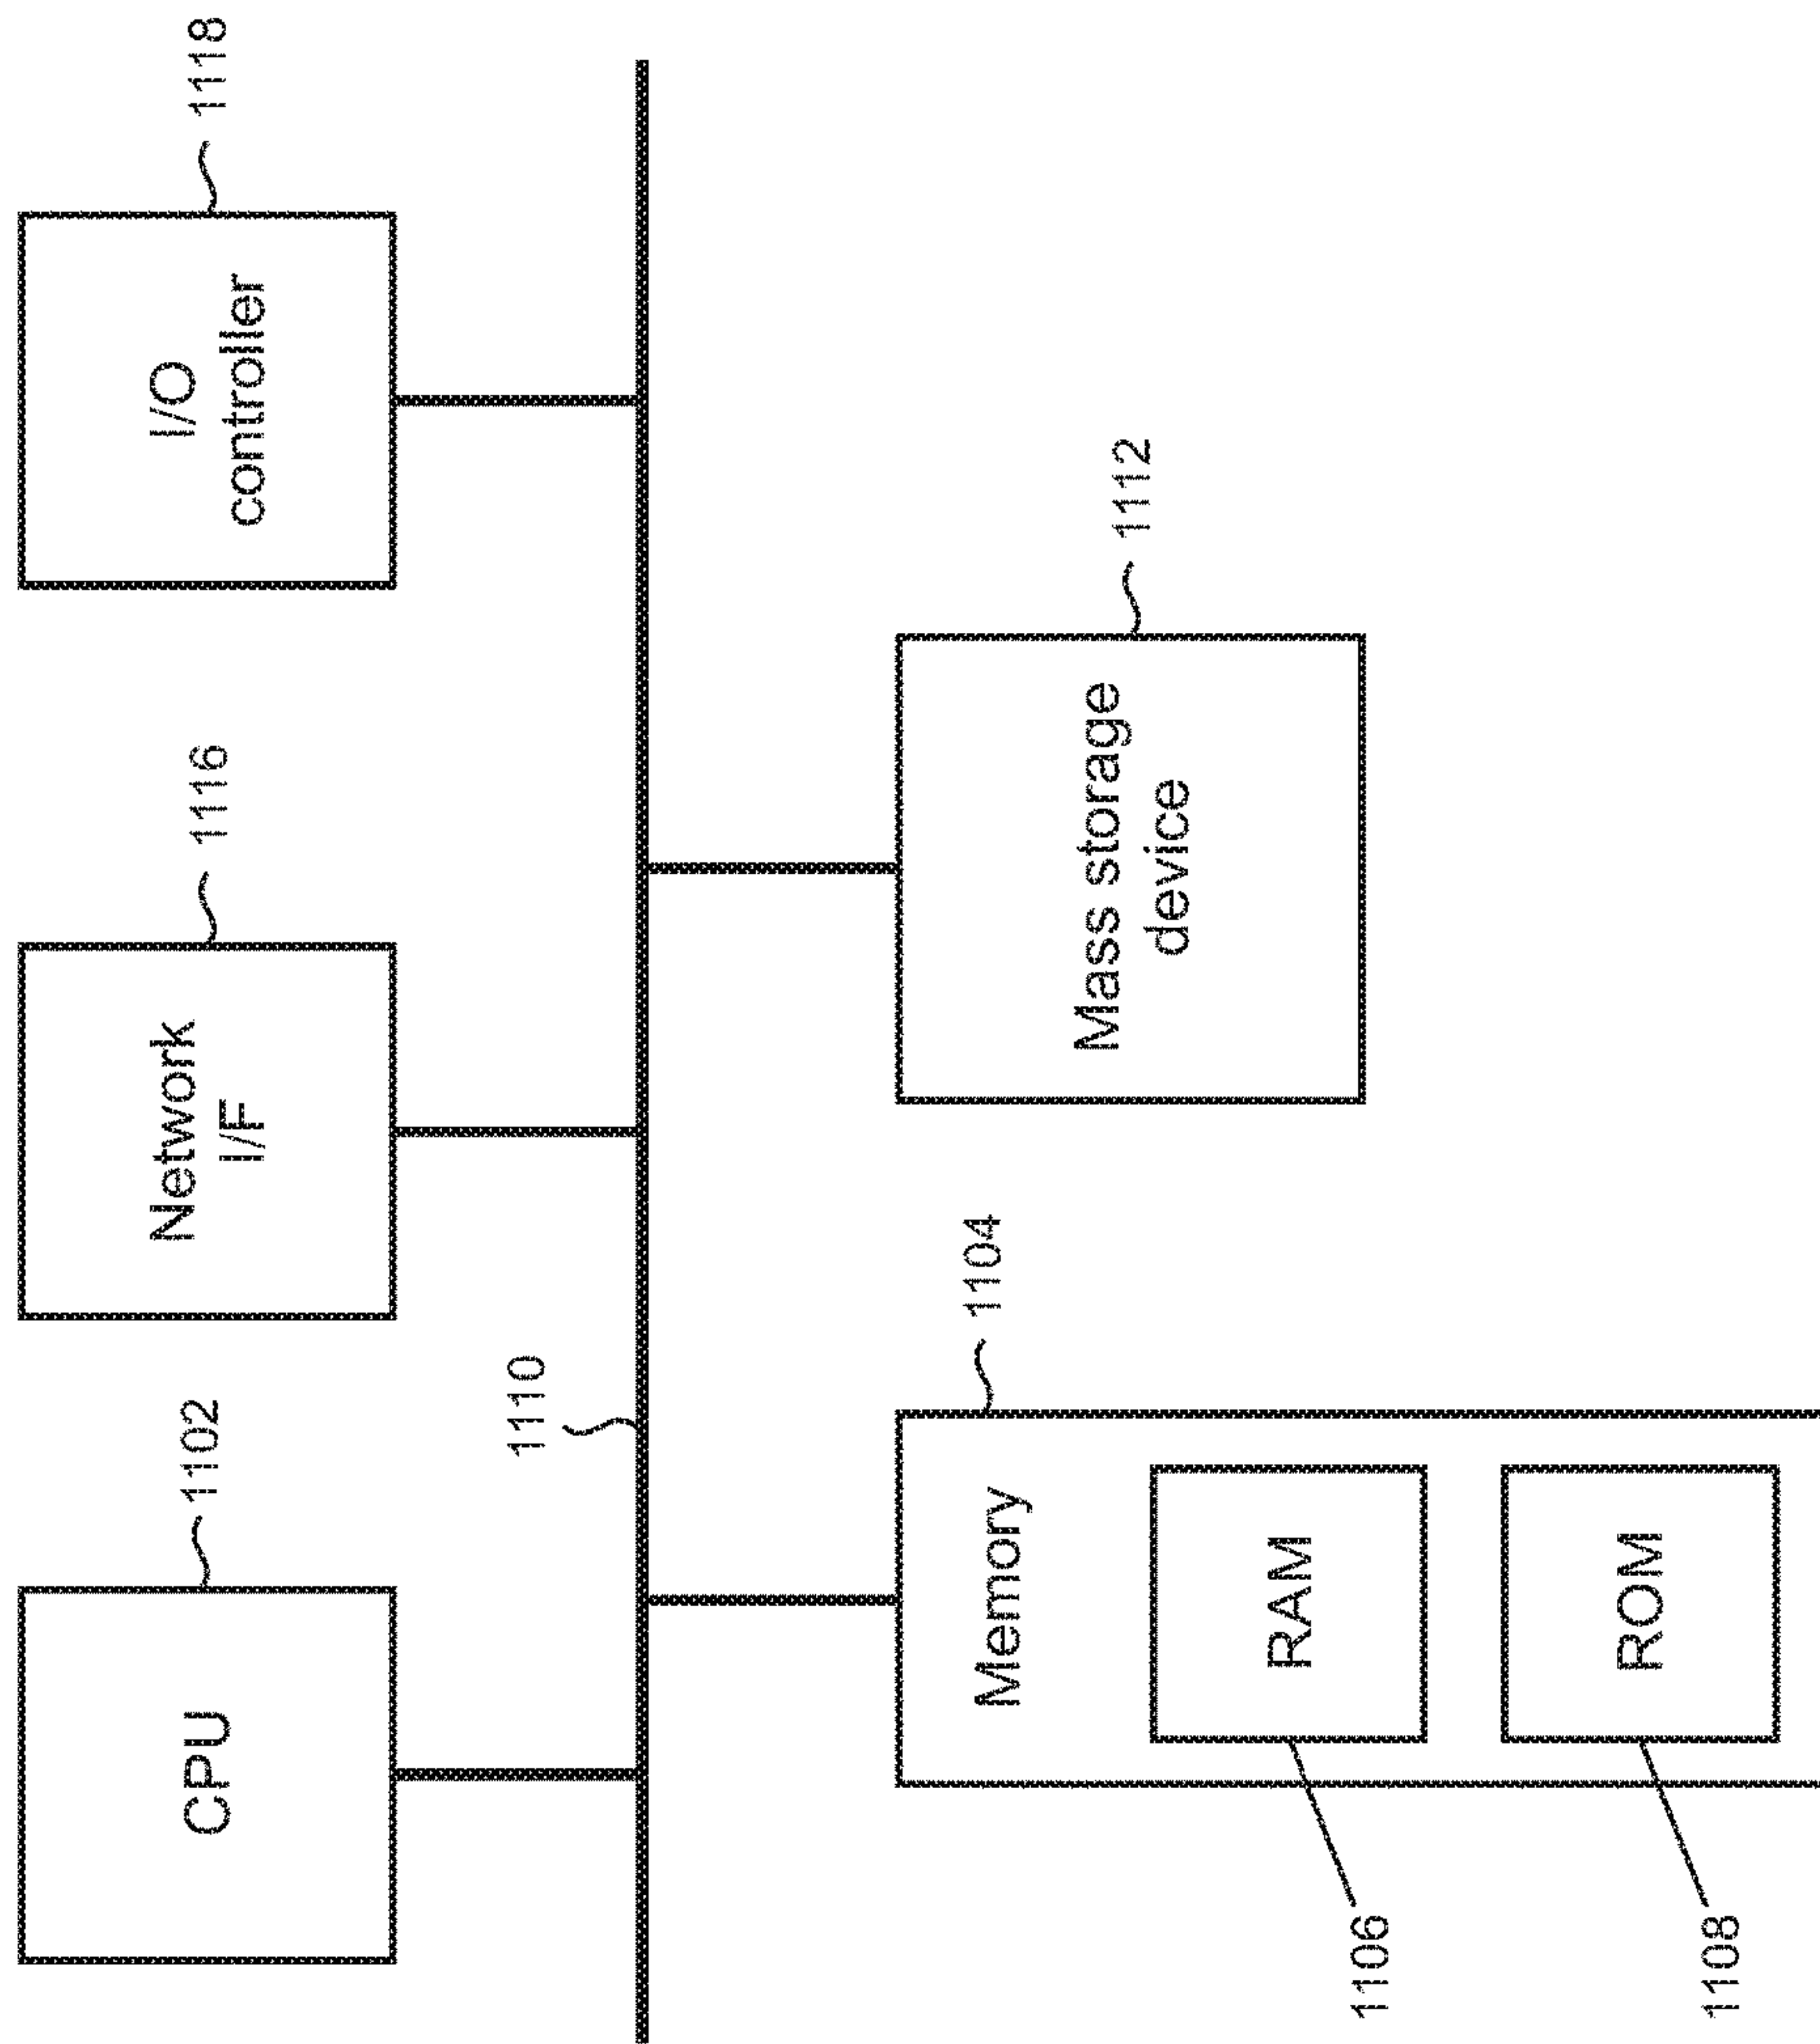 CPU
1102
Network
I/F
1116
I/O
controller
1118
1110
Memory
1104
RAM
1106
ROM
1108
Mass storage
device
1112